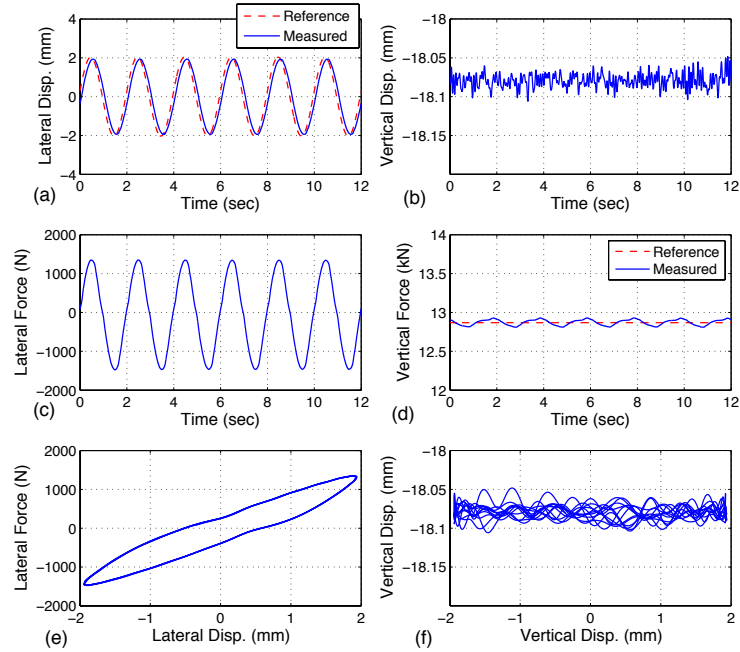 Lateral Disp. (mm)
4
2
0
−2
−4
0 2 4 6 8 10 12
Time (sec)
(a)
Reference
Measured
Vertical Disp. (mm)
−18
−18.05
−18.1
−18.15
0 2 4 6 8 10 12
Time (sec)
(b)
Lateral Force (N)
2000
1000
0
−1000
−2000
0 2 4 6 8 10 12
Time (sec)
(c)
Vertical Force (kN)
14
13.5
13
12.5
12
0 2 4 6 8 10 12
Time (sec)
(d)
Reference
Measured
Lateral Force (N)
2000
1000
0
−1000
−2000
−2 −1 0 1 2
Lateral Disp. (mm)
(e)
Vertical Disp. (mm)
−18
−18.05
−18.1
−18.15
−2 −1 0 1 2
Vertical Disp. (mm)
(f)